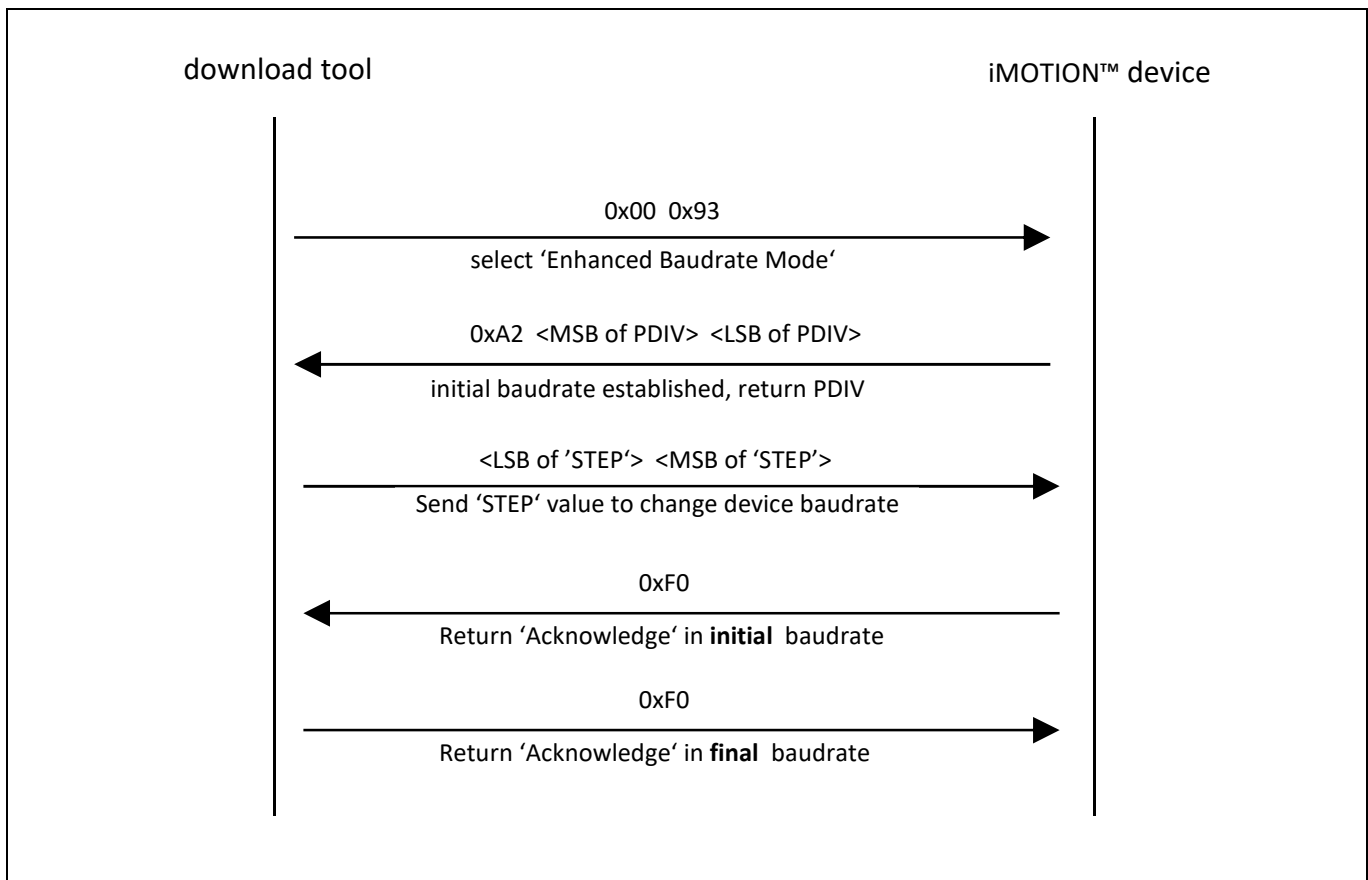 download tool
iMOTION™ device
0x00 0x93
select ‘Enhanced Baudrate Mode‘
0xA2 <MSB of PDIV> <LSB of PDIV>
initial baudrate established, return PDIV
<LSB of ’STEP‘> <MSB of ‘STEP’>
Send ‘STEP‘ value to change device baudrate
0xF0
Return ‘Acknowledge‘ in initial baudrate
0xF0
Return ‘Acknowledge‘ in final baudrate